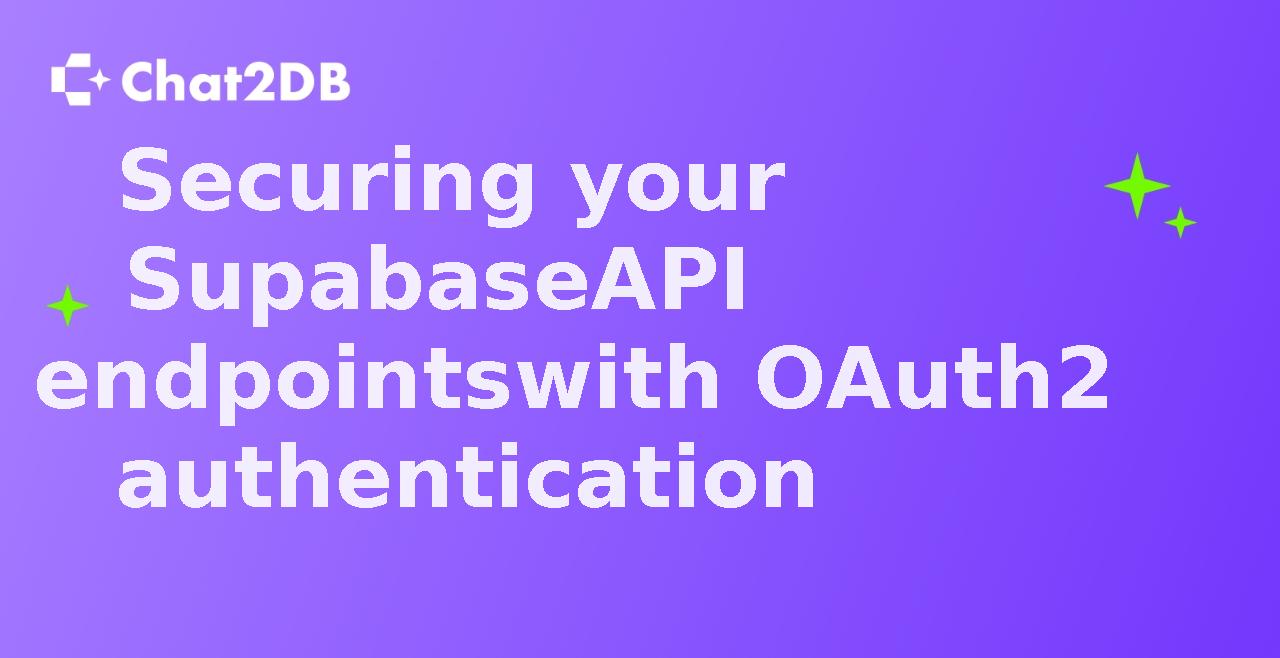 Chat2DB
Securing your
SupabaseAPI
endpointswith OAuth2
authentication